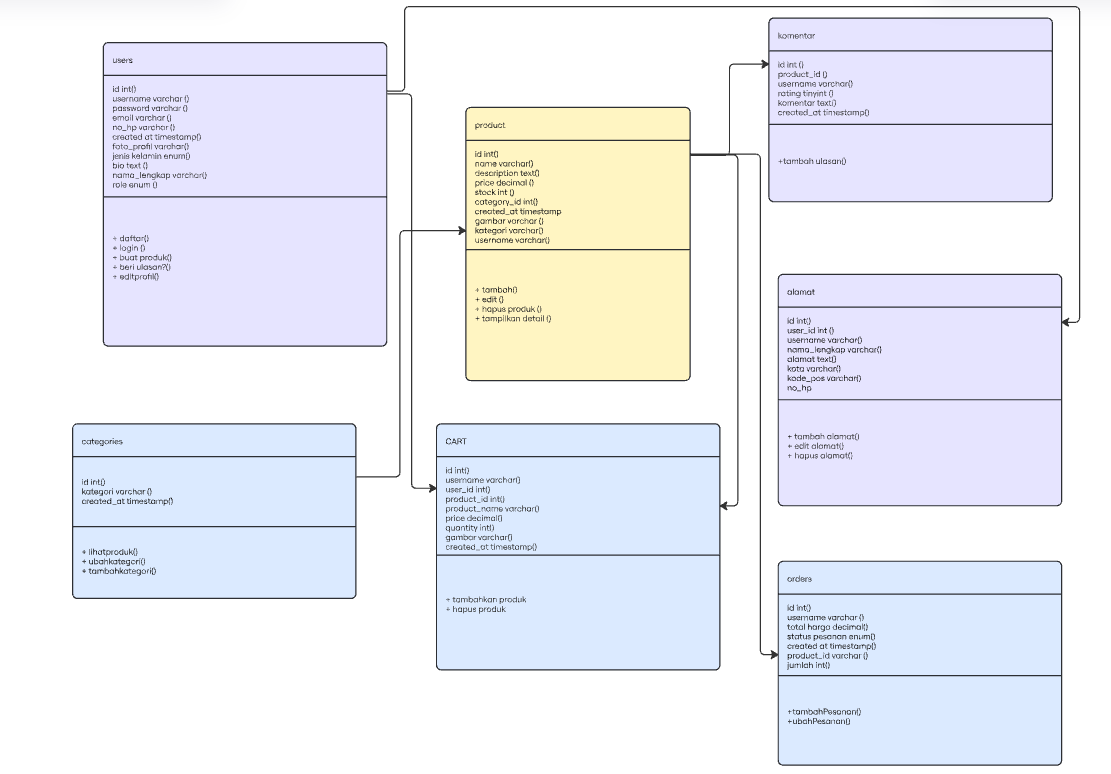 users
id int()
username varchar ()
password varchar ()
email varchar ()
no_hp varchar ()
created at timestamp()
foto_profil varchar()
jenis kelamin enum()
bio text ()
nama_lengkap varchar()
role enum ()
+ daftar()
+ login ()
+ buat produk()
+ beri ulasan?()
+ editprofil()
product
id int()
name varchar()
description text()
price decimal ()
stock int ()
category_id int()
created_at timestamp
gambar varchar ()
kategori varchar()
username varchar()
+ tambah()
+ edit ()
+ hapus produk ()
+ tampilkan detail ()
komentar
id int ()
product_id ()
username varchar()
rating tinyint ()
komentar text()
created_at timestamp()
+tambah ulasan()
alamat
id int()
user_id int ()
username varchar()
nama_lengkap varchar()
alamat text()
kota varchar()
kode_pos varchar()
no_hp
+ tambah alamat()
+ edit alamat()
+ hapus alamat()
categories
id int()
kategori varchar ()
created_at timestamp()
+ lihatproduk()
+ ubahkategori()
+ tambahkategori()
CART
id int()
username varchar()
user_id int()
product_id int()
product_name varchar()
price decimal()
quantity int()
gambar varchar()
created_at timestamp()
+ tambahkan produk
+ hapus produk
orders
id int()
username varchar ()
total harga decimal()
status pesanan enum()
created at timestamp()
product_id varchar ()
jumlah int()
+tambahPesanan()
+ubahPesanan()